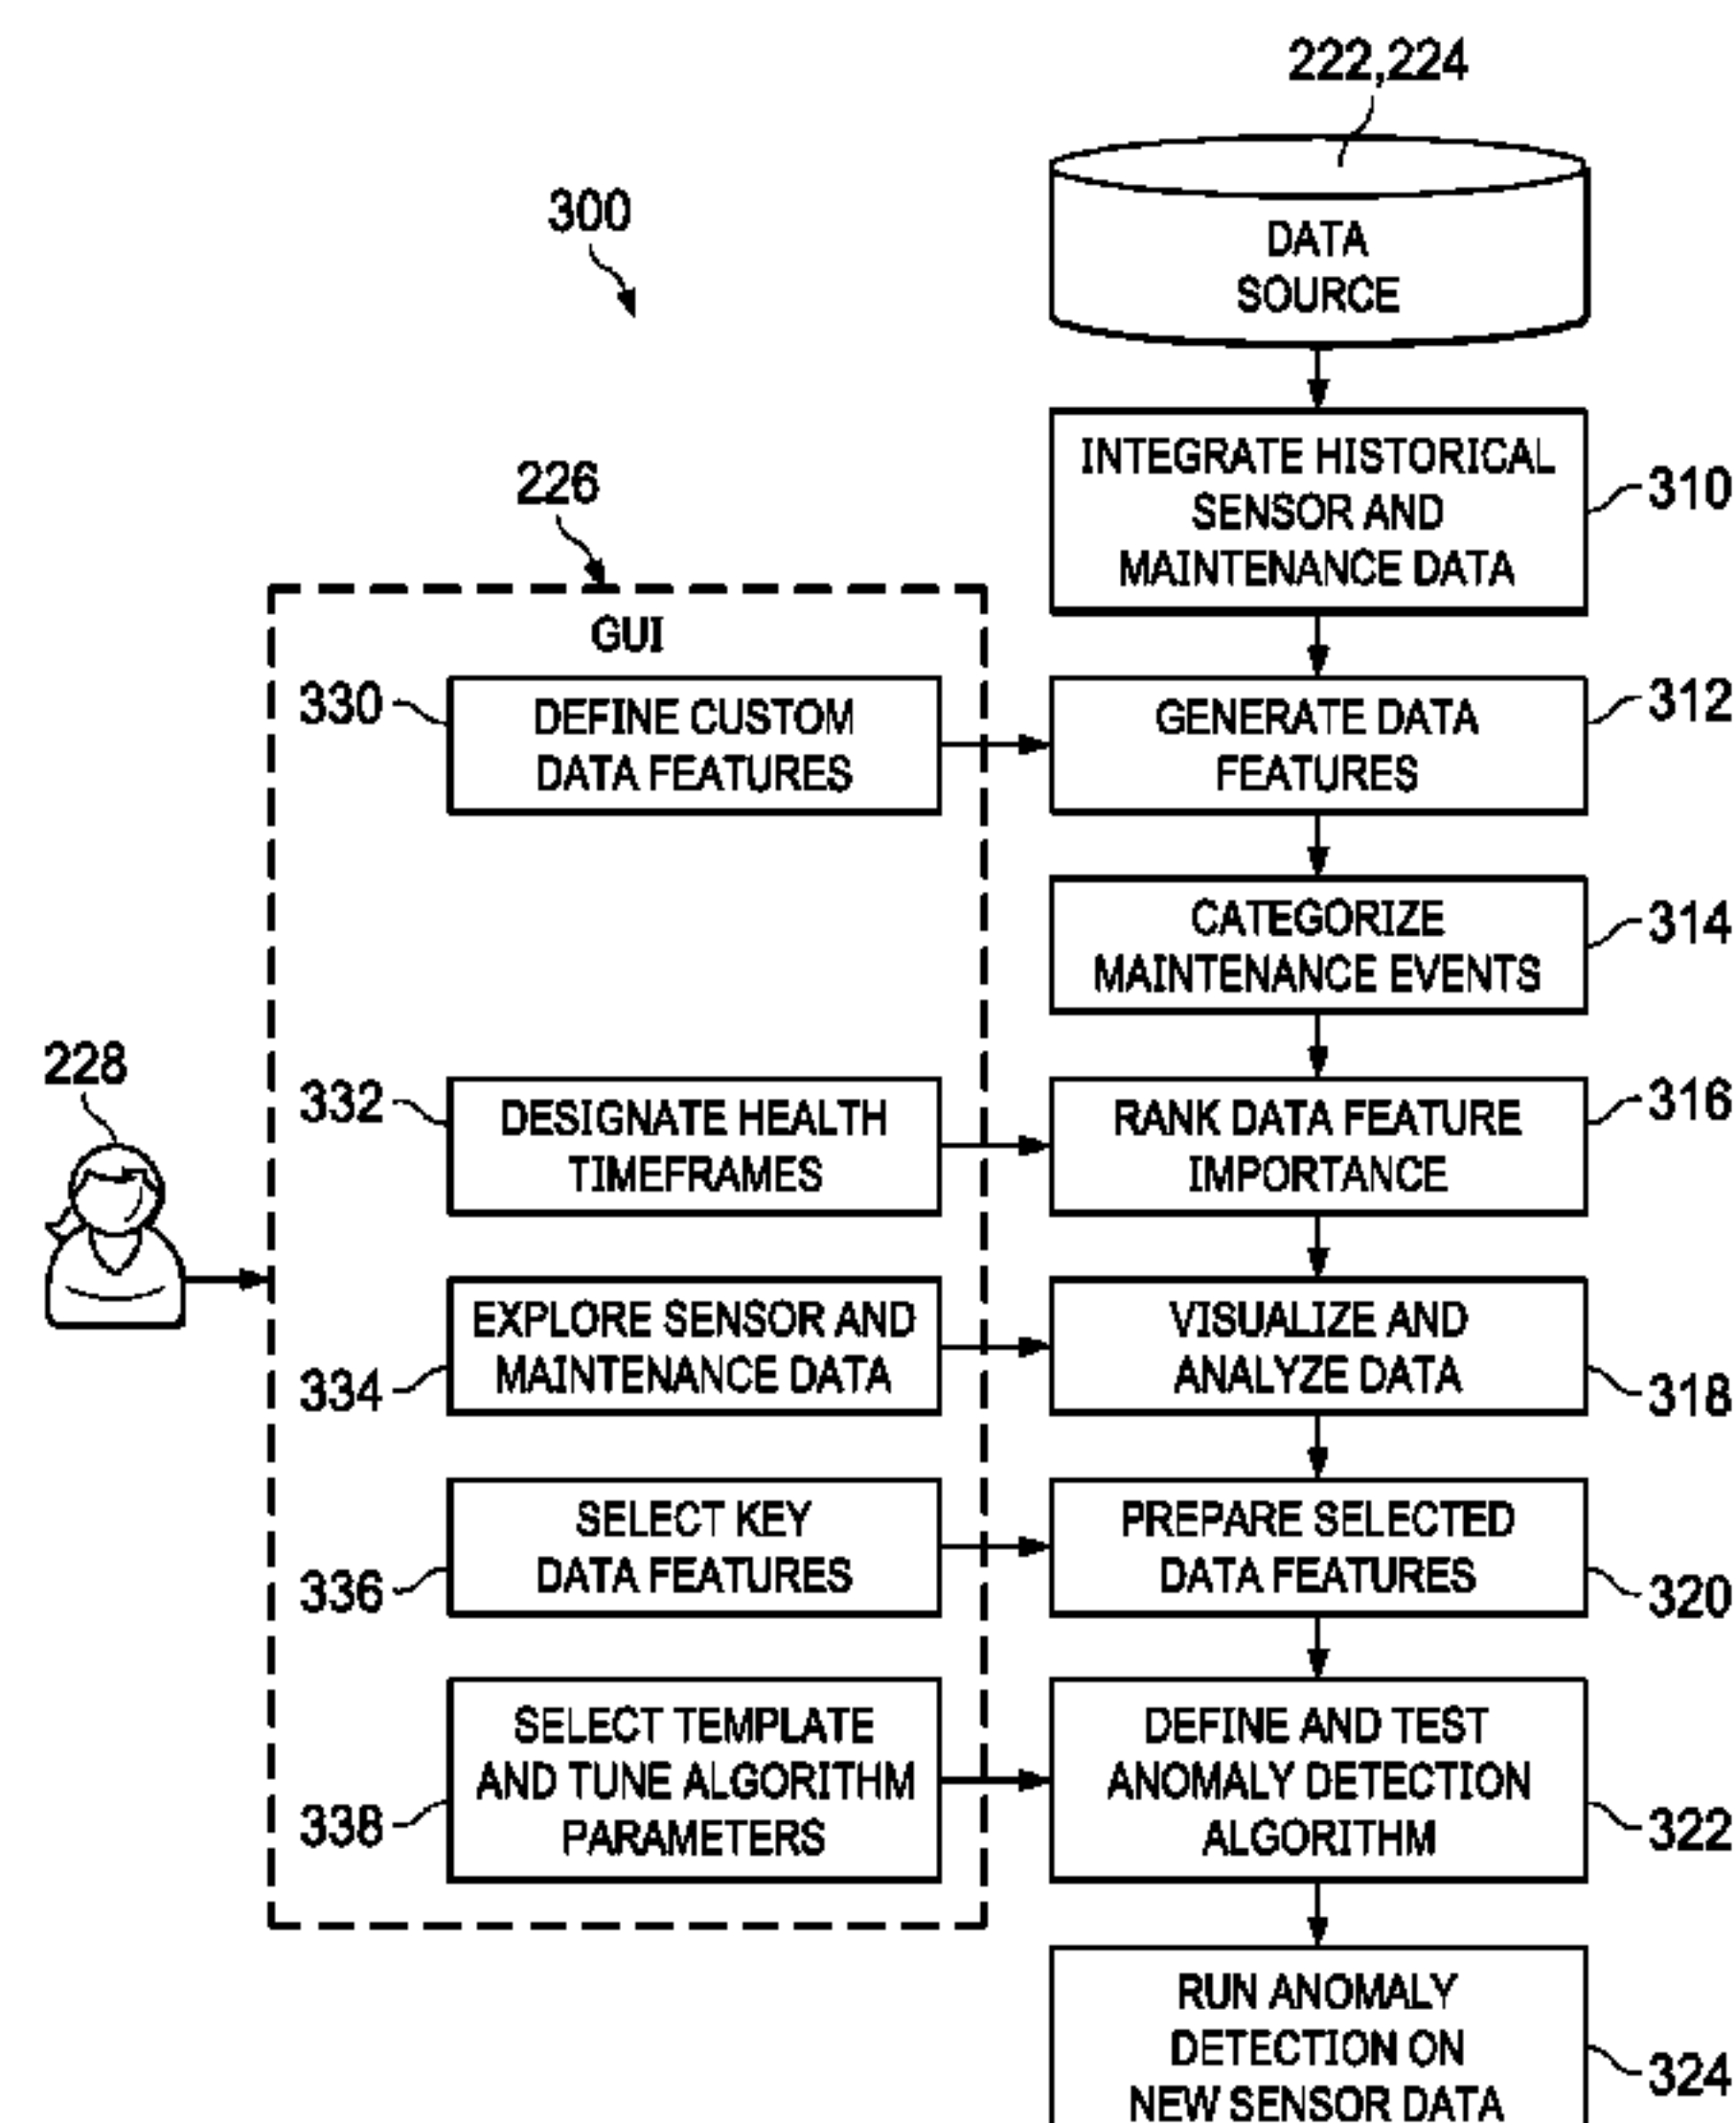 222,224
300
DATA
SOURCE
INTEGRATE HISTORICAL
SENSOR AND
MAINTENANCE DATA
310
226
GUI
330
DEFINE CUSTOM
DATA FEATURES
GENERATE DATA
FEATURES
312
CATEGORIZE
MAINTENANCE EVENTS
314
228
332
DESIGNATE HEALTH
TIMEFRAMES
RANK DATA FEATURE
IMPORTANCE
316
334
EXPLORE SENSOR AND
MAINTENANCE DATA
VISUALIZE AND
ANALYZE DATA
318
336
SELECT KEY
DATA FEATURES
PREPARE SELECTED
DATA FEATURES
320
338
SELECT TEMPLATE
AND TUNE ALGORITHM
PARAMETERS
DEFINE AND TEST
ANOMALY DETECTION
ALGORITHM
322
RUN ANOMALY
DETECTION ON
NEW SENSOR DATA
324